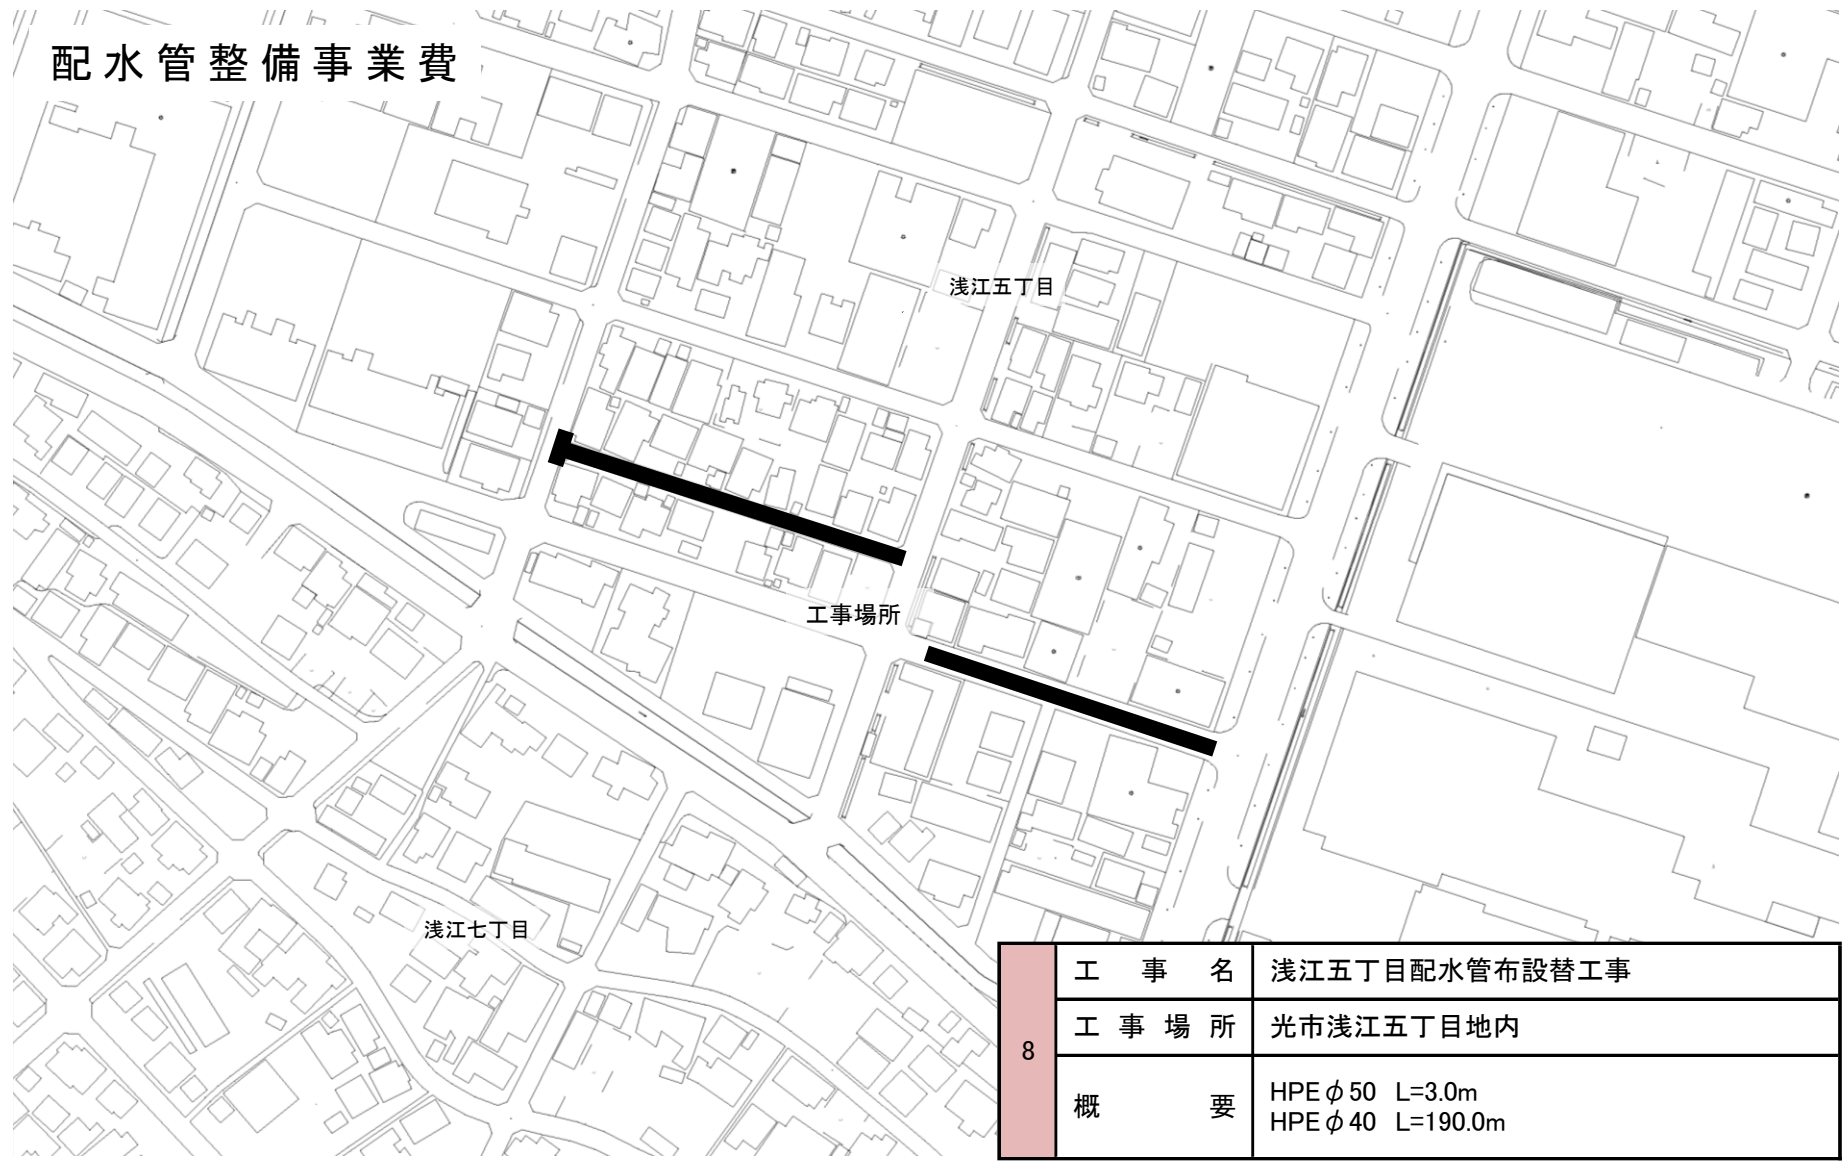 配水管整備事業費
浅江五丁目
工事場所
浅江七丁目
8
工事名 浅江五丁目配水管布設替工事
工事場所 光市浅江五丁目地内
概要 HPEφ50 L=3.0m
HPEφ40 L=190.0m